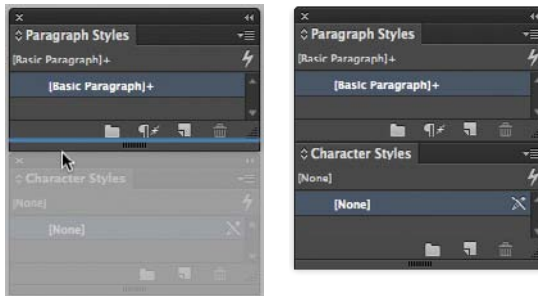 Paragraph Styles
[Basic Paragraph]+
[Basic Paragraph]+
Character Styles
[None]
[None]
Paragraph Styles
[Basic Paragraph]+
[Basic Paragraph]+
Character Styles
[None]
[None]